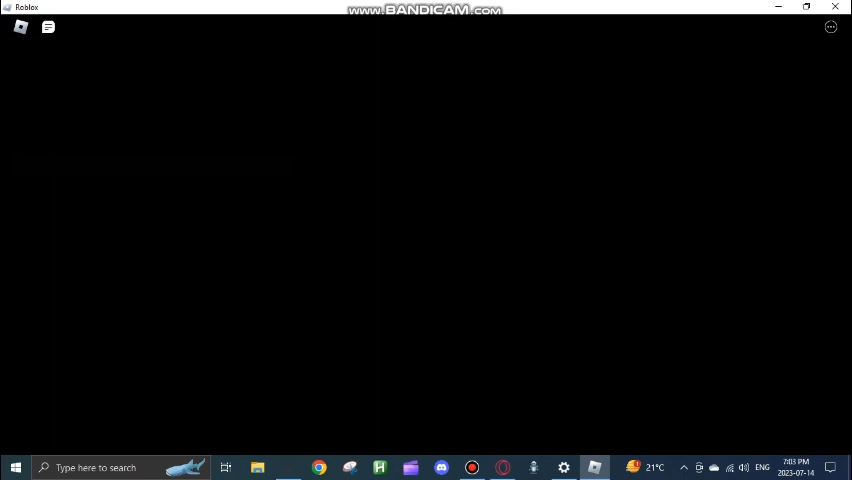 Roblox
www.BANDICAM.com
Type here to search
21°C
ENG
7:03 PM
2023-07-14